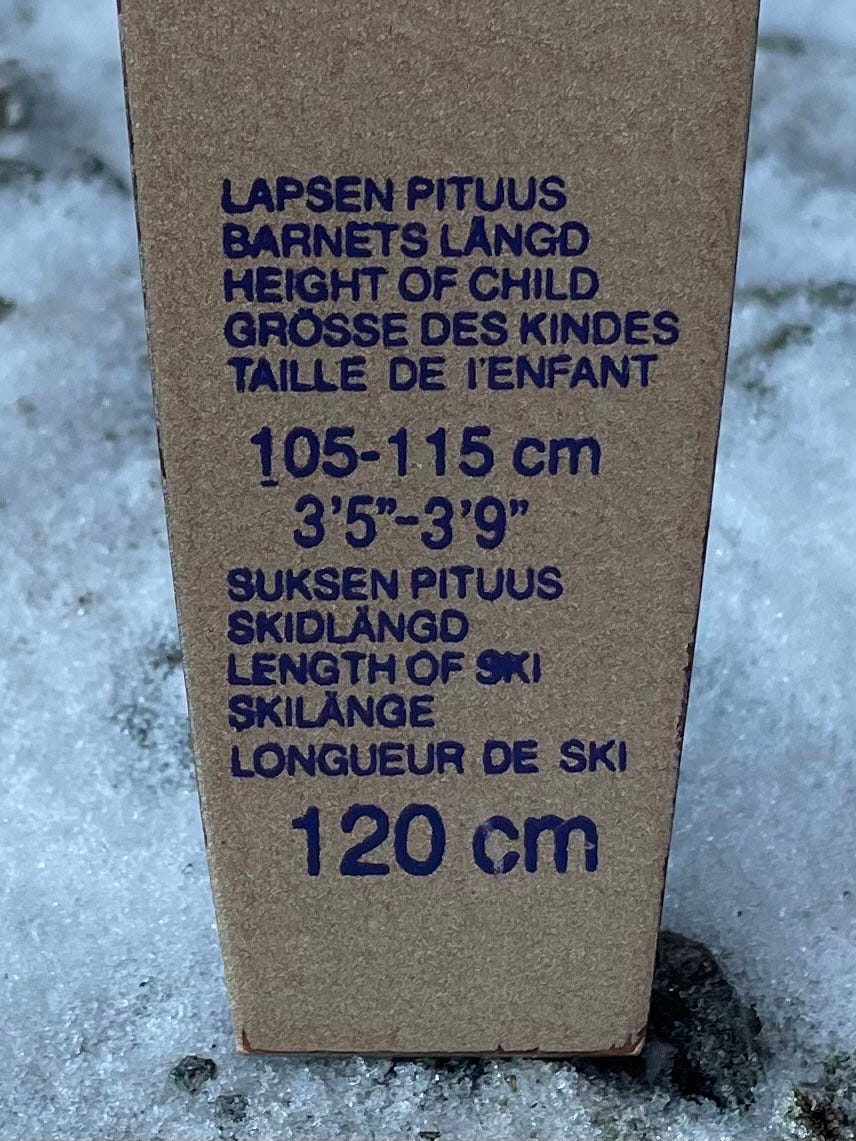 LAPSEN PITUUS
BARNETS LÄNGD
HEIGHT OF CHILD
GRÖSSE DES KINDES
TAILLE DE l'ENFANT
105-115 cm
3'5"-3'9"
SUKSEN PITUUS
SKIDLÄNGD
LENGTH OF SKI
SKILÄNGE
LONGUEUR DE SKI
120 cm